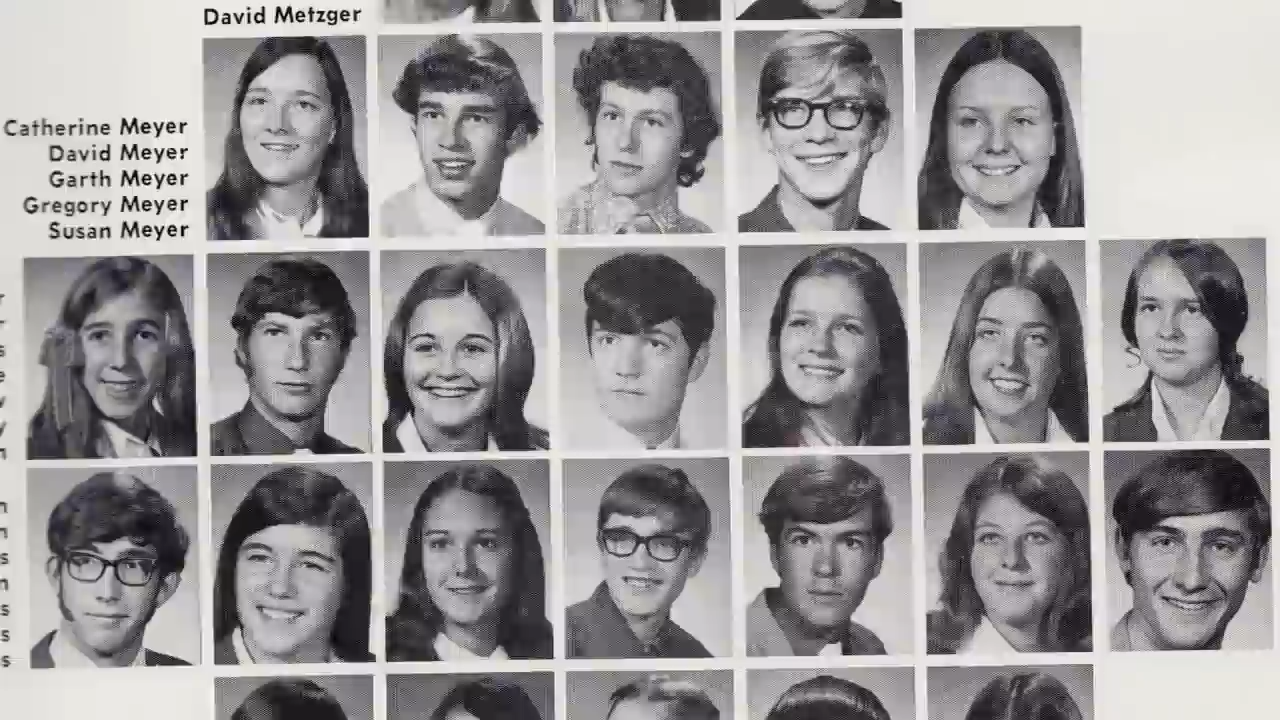 David Metzger
Catherine Meyer
David Meyer
Garth Meyer
Gregory Meyer
Susan Meyer